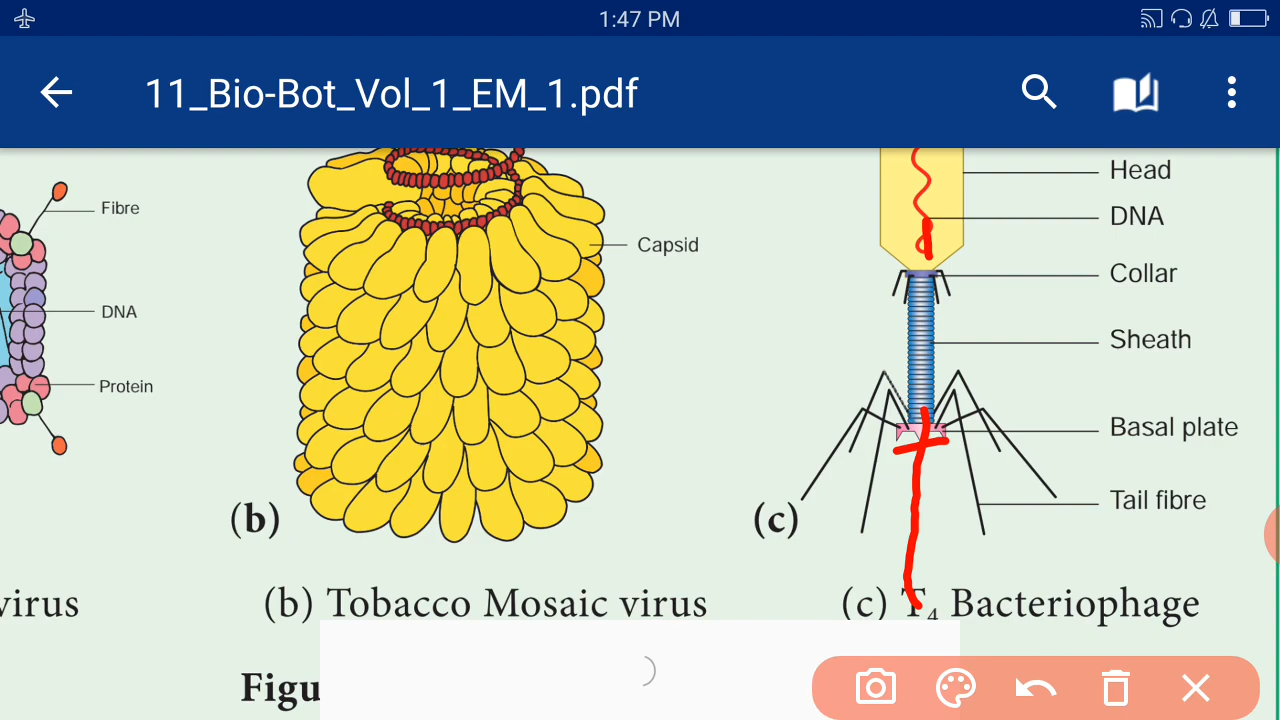 1:47 PM
11_Bio-Bot_Vol_1_EM_1.pdf
Fibre
DNA
Protein
Capsid
Head
DNA
Collar
Sheath
Basal plate
Tail fibre
(b)
(c)
virus
(b) Tobacco Mosaic virus
(c) T4 Bacteriophage
Figu